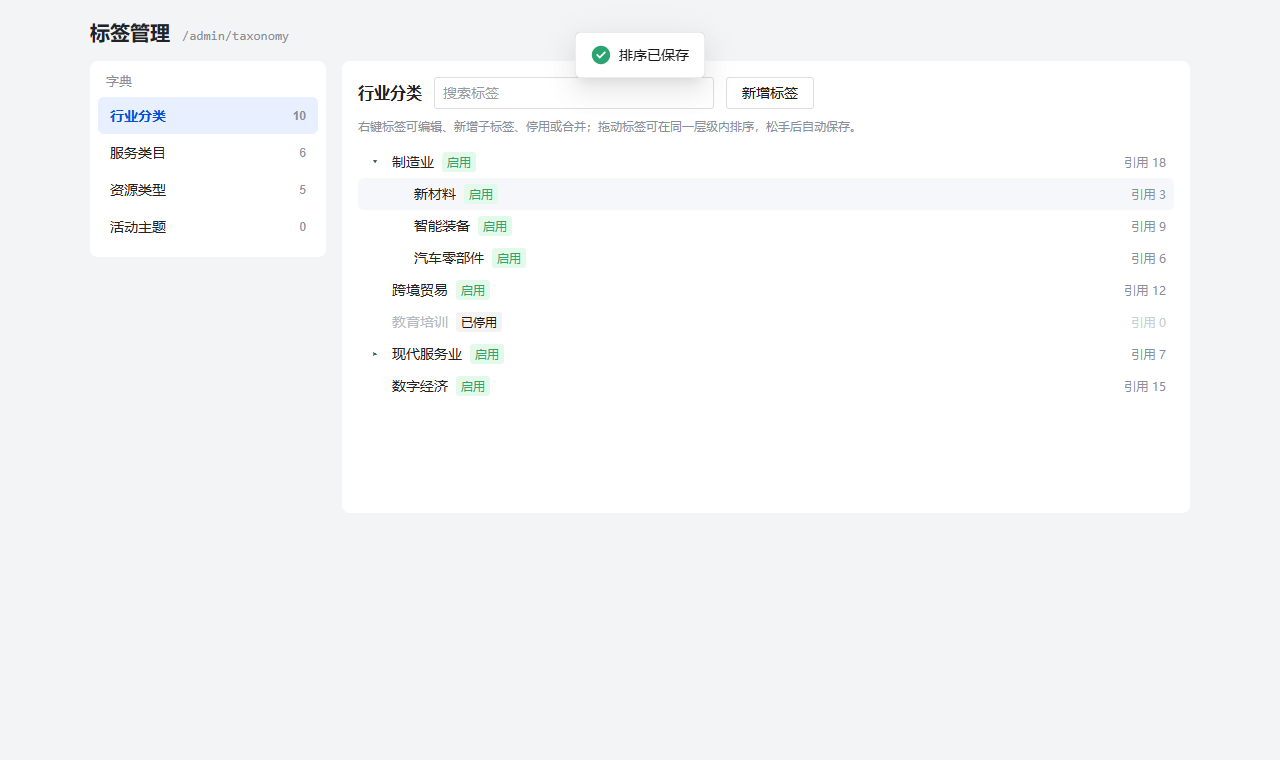 标签管理 /admin/taxonomy
排序已保存
字典
行业分类 10
服务类目 6
资源类型 5
活动主题 0
行业分类 搜索标签 新增标签
右键标签可编辑、新增子标签、停用或合并；拖动标签可在同一层级内排序，松手后自动保存。
制造业 启用 引用 18
新材料 启用 引用 3
智能装备 启用 引用 9
汽车零部件 启用 引用 6
跨境贸易 启用 引用 12
教育培训 已停用 引用 0
现代服务业 启用 引用 7
数字经济 启用 引用 15